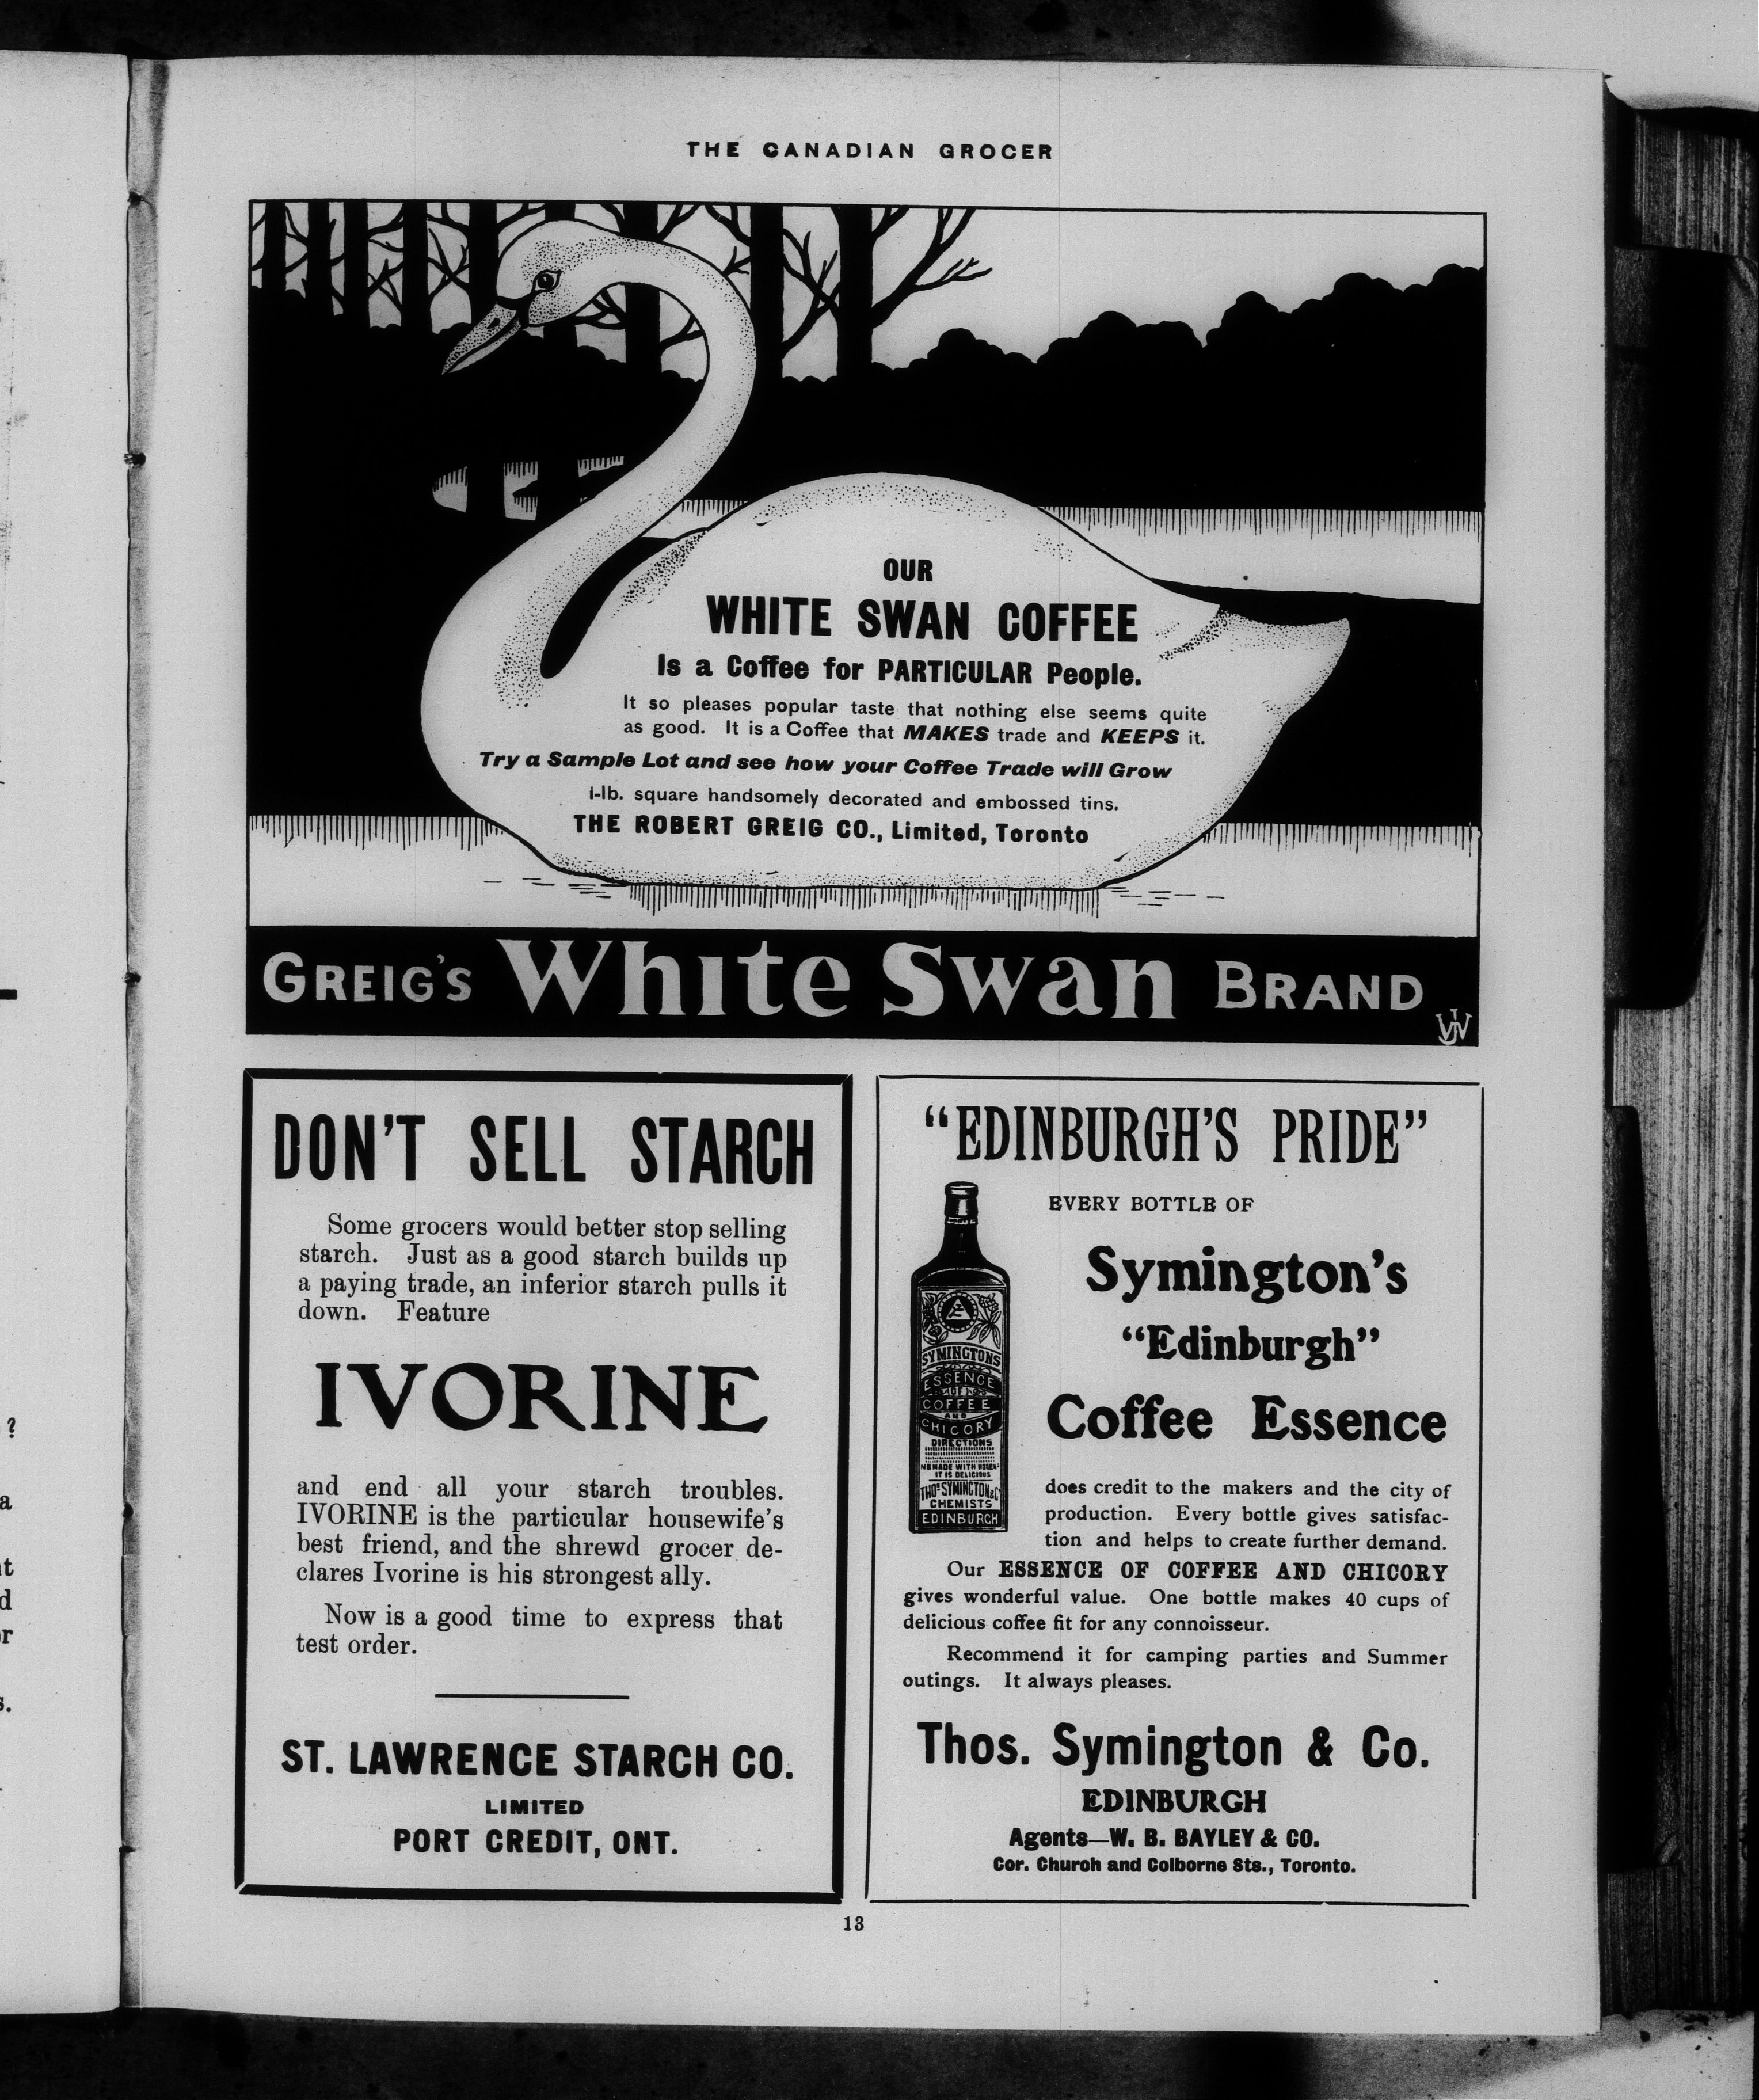 THE CANADIAN GROCER
OUR
WHITE SWAN COFFEE
Is a Coffee for PARTICULAR People.
It so pleases popular taste that nothing else seems quite
as good. It is a Coffee that MAKES trade and KEEPS it.
Try a Sample Lot and see how your Coffee Trade will Grow
1-lb. square handsomely decorated and embossed tins.
THE ROBERT GREIG CO., Limited, Toronto
GREIG'S White Swan BRAND
DON'T SELL STARCH
Some grocers would better stop selling
starch. Just as a good starch builds up
a paying trade, an inferior starch pulls it
down. Feature
IVORINE
and end all your starch troubles.
IVORINE is the particular housewife's
best friend, and the shrewd grocer de-
clares Ivorine is his strongest ally.
Now is a good time to express that
test order.
ST. LAWRENCE STARCH CO.
LIMITED
PORT CREDIT, ONT.
"EDINBURGH'S PRIDE"
EVERY BOTTLE OF
Symington's
"Edinburgh"
Coffee Essence
SYMINGTONS
ESSENCE
OF
COFFEE
AND
CHICORY
DIRECTIONS
MADE WITH
IT IS DELICIOUS
THOS SYMINGTON & Co
CHEMISTS
EDINBURGH
does credit to the makers and the city of
production. Every bottle gives satisfac-
tion and helps to create further demand.
Our ESSENCE OF COFFEE AND CHICORY
gives wonderful value. One bottle makes 40 cups of
delicious coffee fit for any connoisseur.
Recommend it for camping parties and Summer
outings. It always pleases.
Thos. Symington & Co.
EDINBURGH
Agents—W. B. BAYLEY & CO.
Cor. Church and Colborne Sts., Toronto.
13